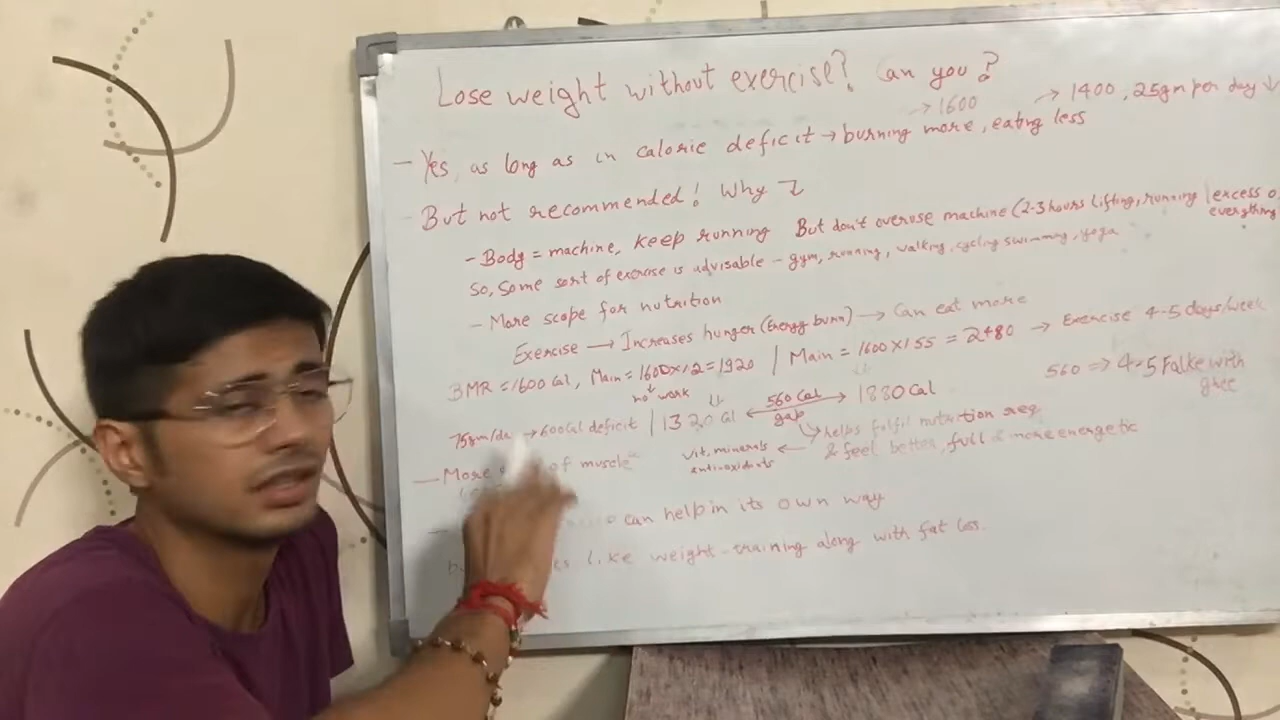 Lose weight without exercise? Can you?
→ 1600 → 1400, 25gm per day ↓
- Yes, as long as in calorie deficit → burning more, eating less
- But not recommended! Why
- Body = machine, keep running But don't overuse machine (2-3 hours lifting, running / excess of everything
So, some sort of exercise is advisable - gym, running, walking, cycling swimming, yoga
- More scope for nutrition
Exercise → Increases hunger (Energy burn) → Can eat more
BMR = 1600 Cal, Main = 1600 x 1.2 = 1920 / Main = 1600 x 1.55 = 2480 → Exercise 4-5 days/week
↓ no work
75gm/day → 600 Cal deficit / 1320 Cal ← 560 Cal gap → 1880 Cal
560 => 4-5 Falke with ghee
→ helps fulfil nutrition req. & feel better, full & more energetic
vit, minerals antioxidants ←
- More of muscle
can help in its own way
like weight-training along with fat loss.